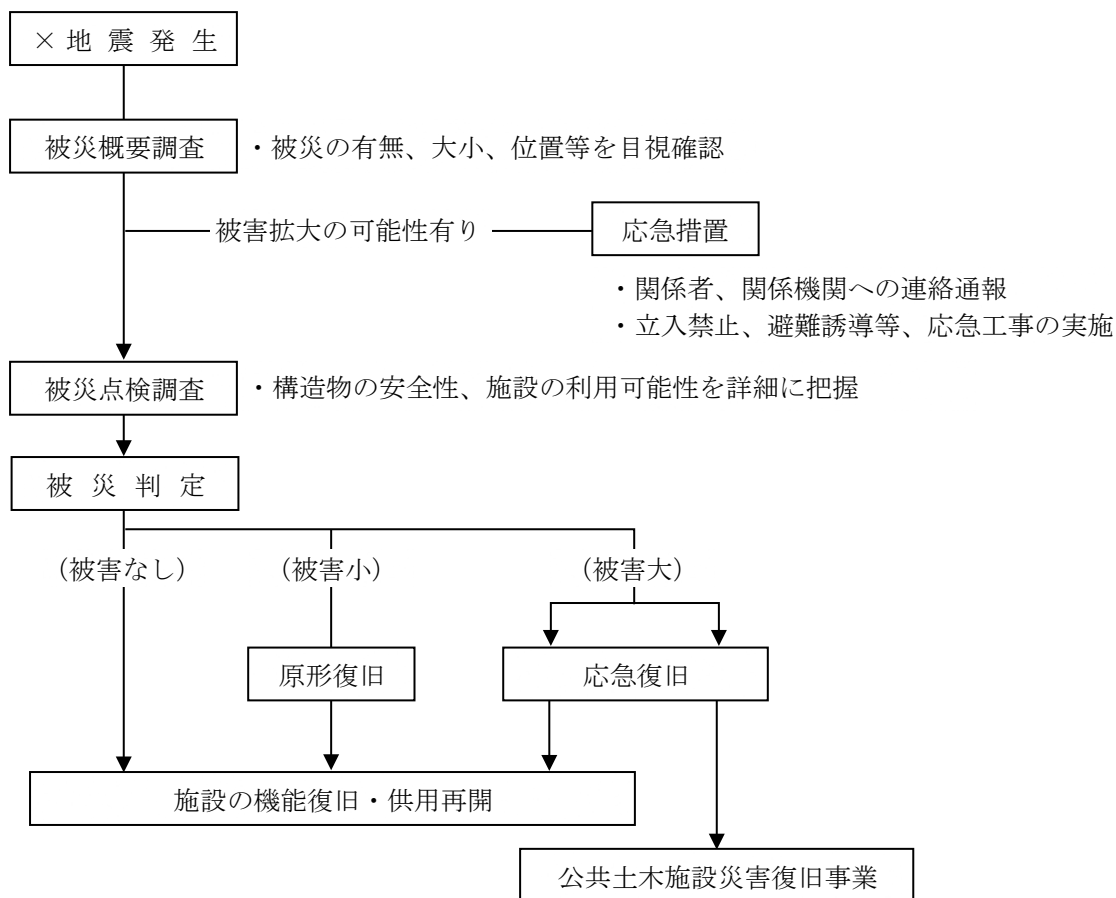 ×地震発生
被災概要調査
・被災の有無、大小、位置等を目視確認
被害拡大の可能性有り
応急措置
・関係者、関係機関への連絡通報
・立入禁止、避難誘導等、応急工事の実施
被災点検調査
・構造物の安全性、施設の利用可能性を詳細に把握
被災判定
（被害なし）
（被害小）
（被害大）
原形復旧
応急復旧
施設の機能復旧・供用再開
公共土木施設災害復旧事業